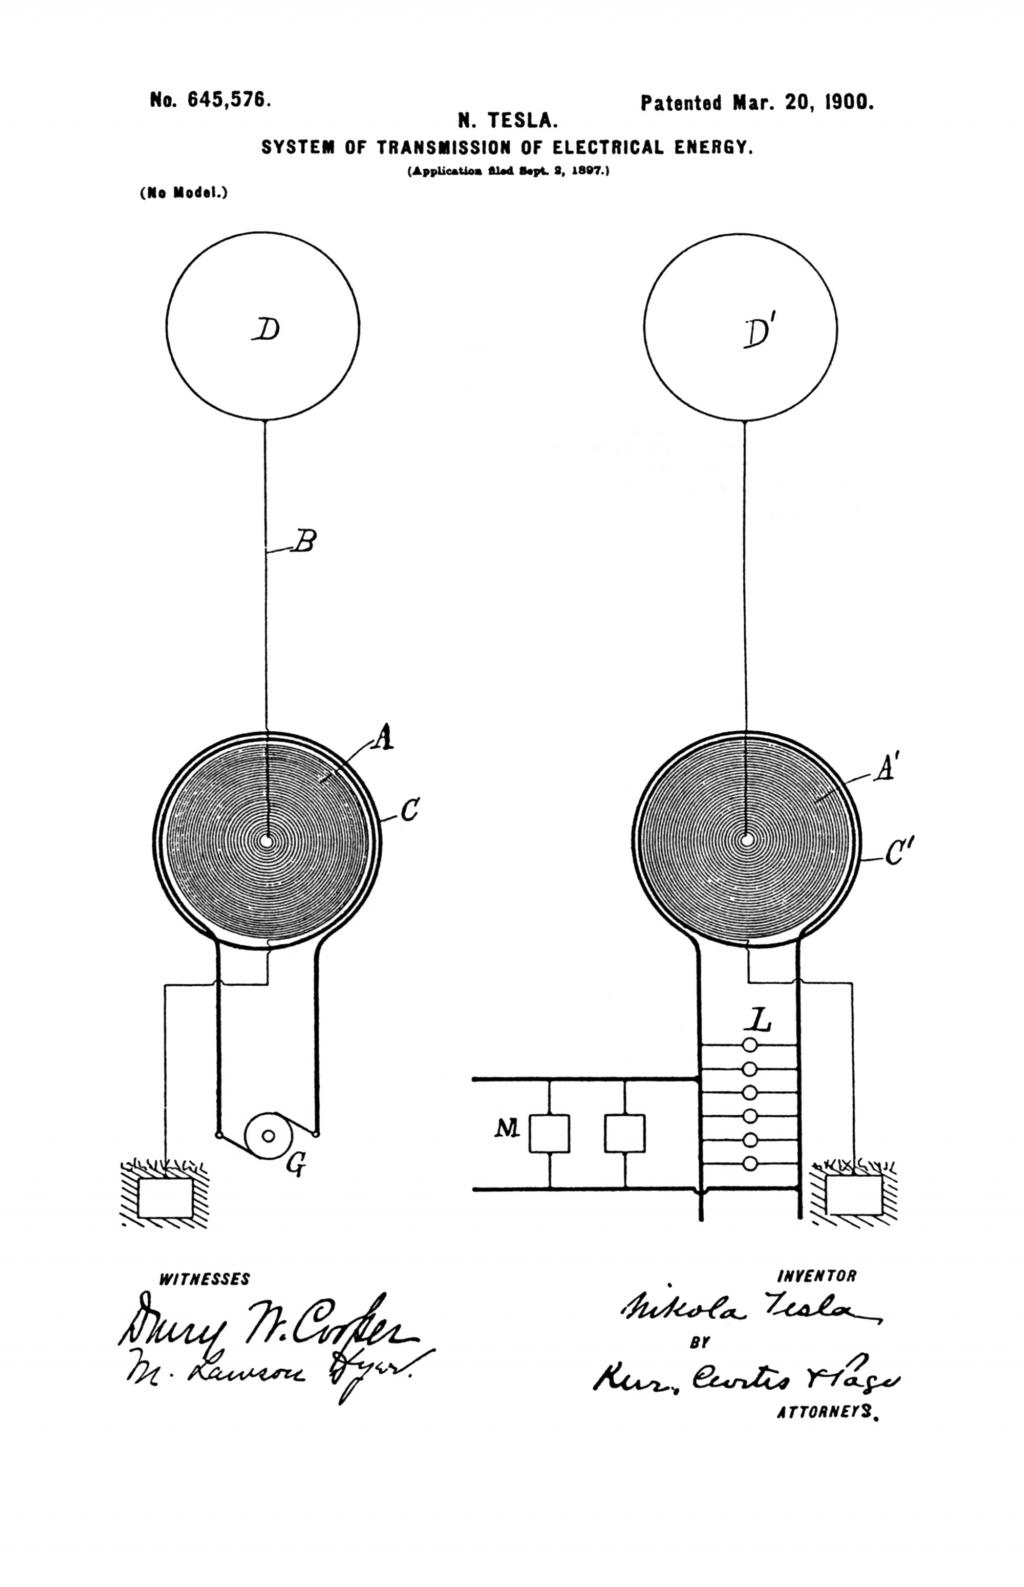 No. 645,576.
Patented Mar. 20, 1900.
N. TESLA.
SYSTEM OF TRANSMISSION OF ELECTRICAL ENERGY.
(Application filed Sept. 2, 1897.)
(No Model.)
D
D'
B
A
A'
C
C'
L
M
G
WITNESSES
Drury W. Cooper
M. Lawson Dyer.
INVENTOR
Nikola Tesla
BY
Kerr, Curtis & Page
ATTORNEYS.